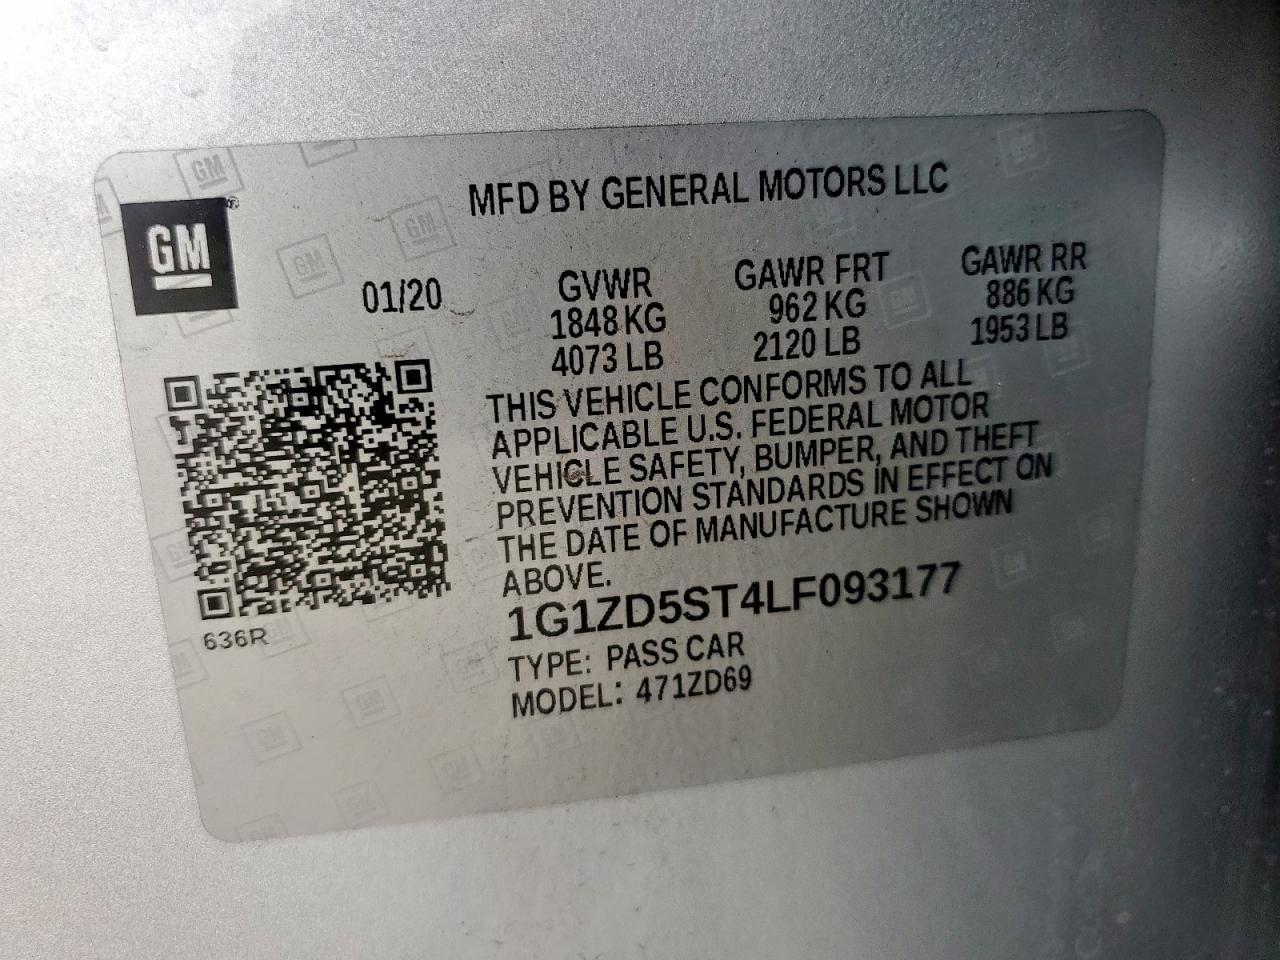 MFD BY GENERAL MOTORS LLC
GM
®
01/20
GVWR GAWR FRT GAWR RR
1848 KG 962 KG 886 KG
4073 LB 2120 LB 1953 LB
THIS VEHICLE CONFORMS TO ALL
APPLICABLE U.S. FEDERAL MOTOR
VEHICLE SAFETY, BUMPER, AND THEFT
PREVENTION STANDARDS IN EFFECT ON
THE DATE OF MANUFACTURE SHOWN
ABOVE.
1G1ZD5ST4LF093177
636R
TYPE: PASS CAR
MODEL: 471ZD69